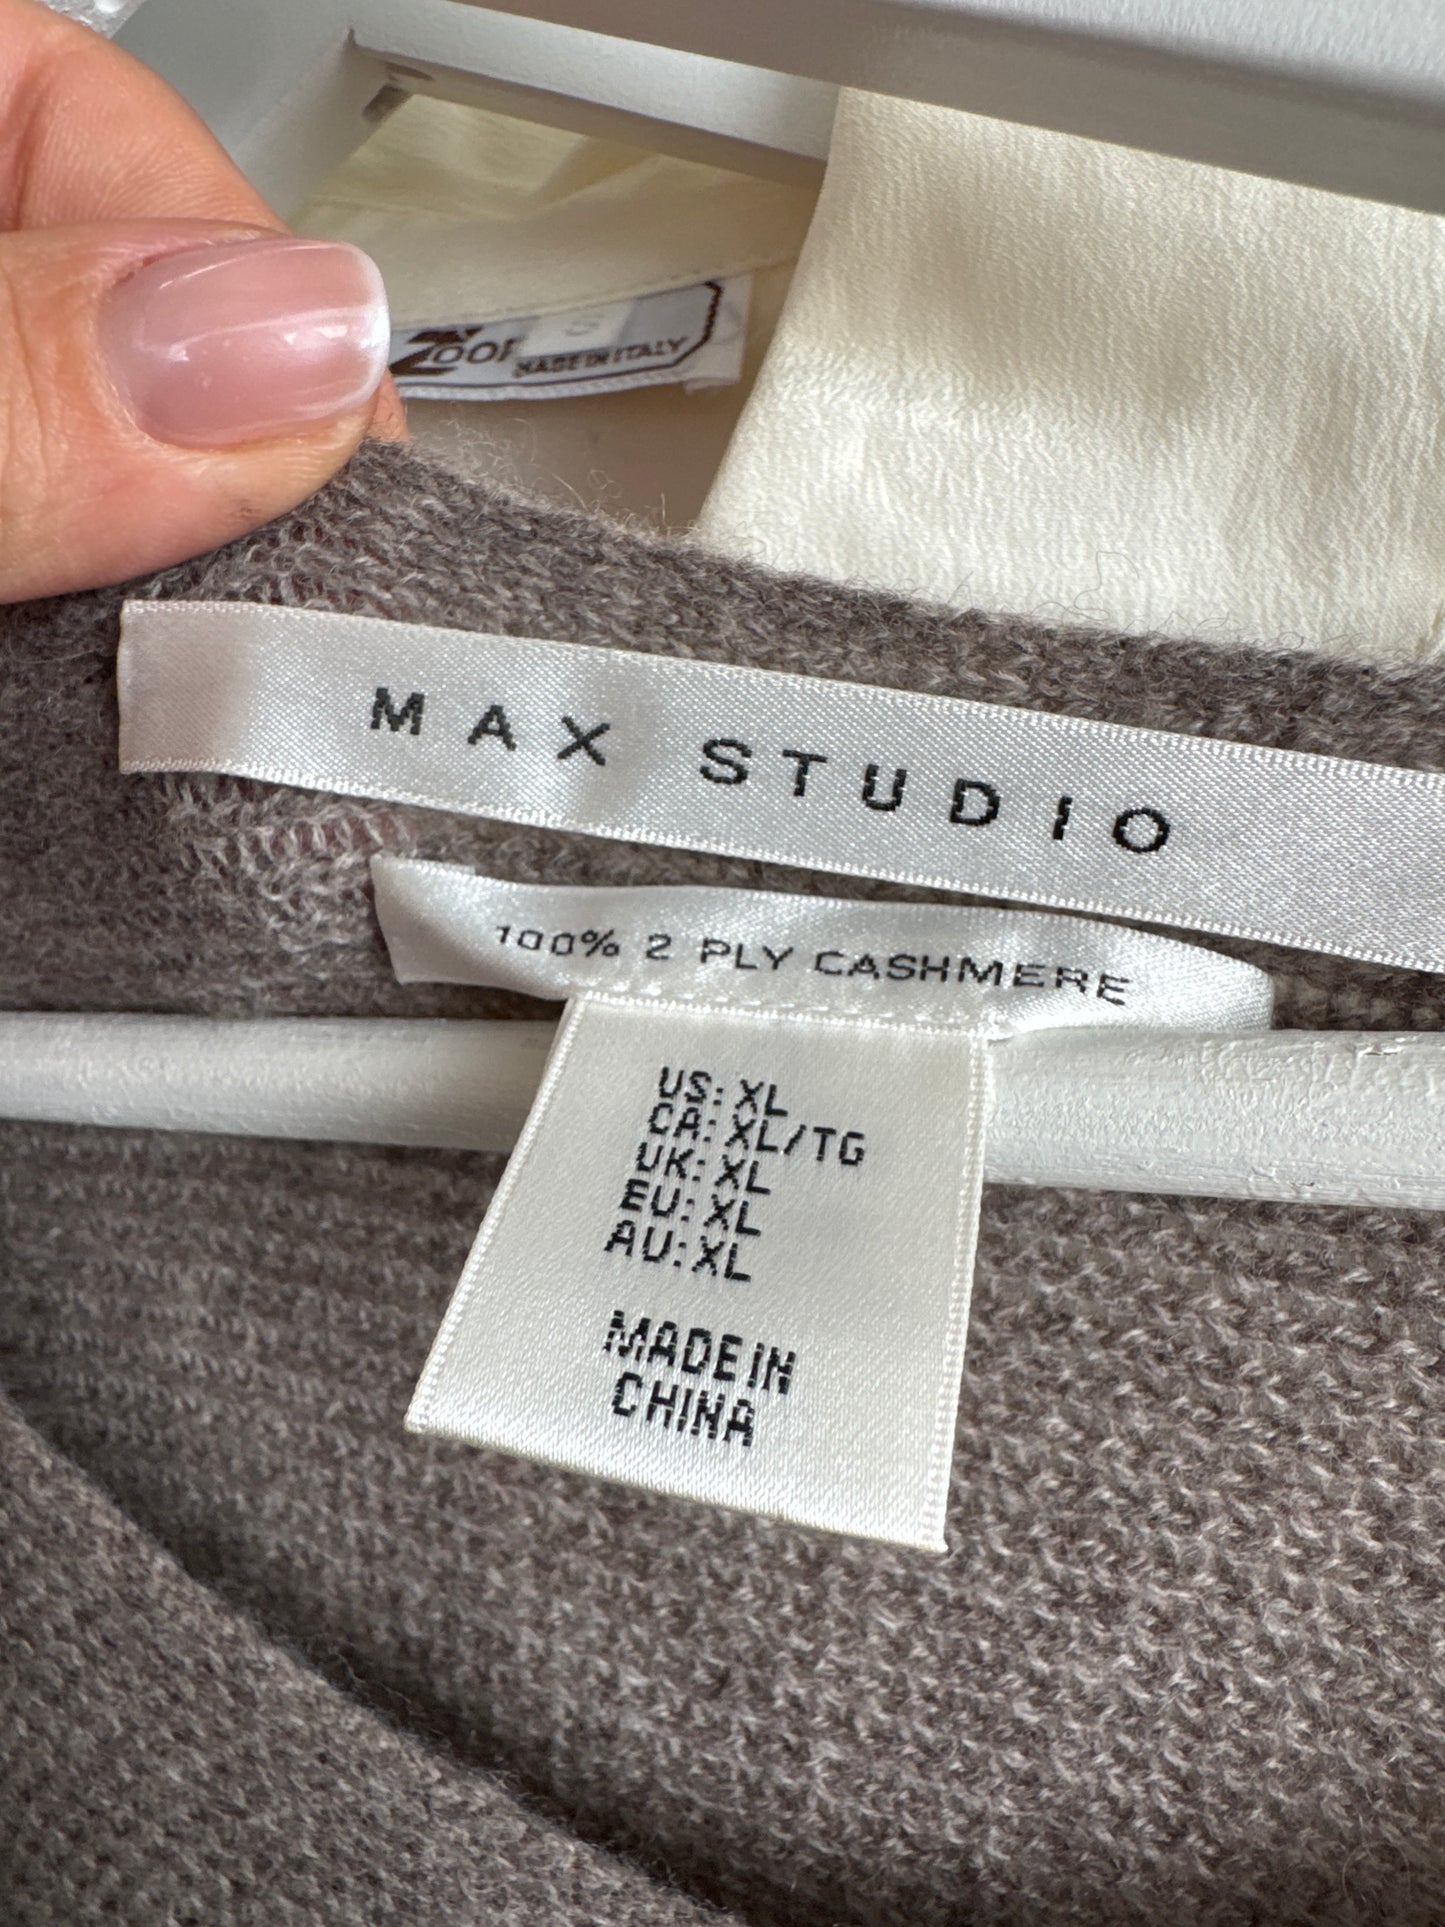 S
MADE IN ITALY
MAX STUDIO
100% 2 PLY CASHMERE
US: XL
CA: XL/TG
UK: XL
EU: XL
AU: XL
MADE IN
CHINA